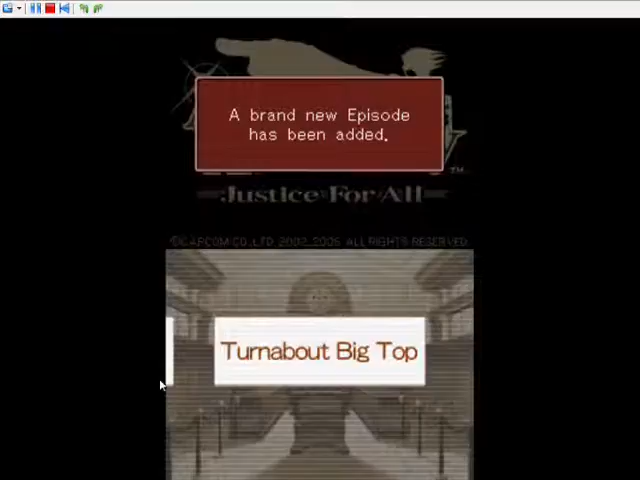 A brand new Episode
has been added.
TM
Justice For All
©CAPCOM CO., LTD. 2002, 2006 ALL RIGHTS RESERVED.
Turnabout Big Top